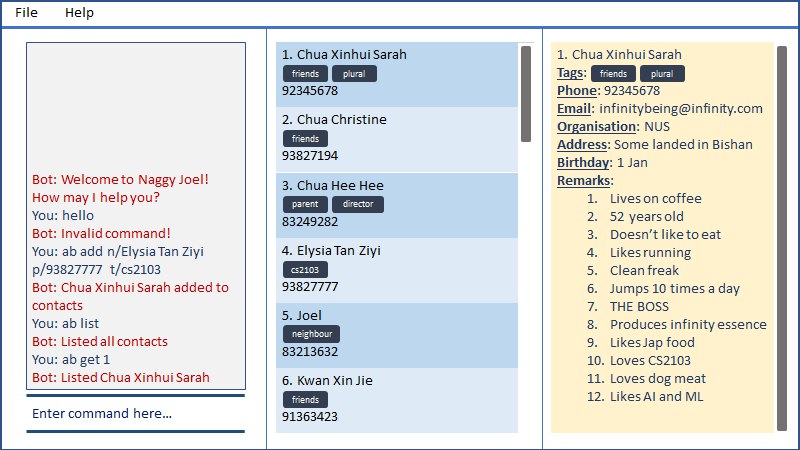 File Help
Bot: Welcome to Naggy Joel!
How may I help you?
You: hello
Bot: Invalid command!
You: ab add n/Elysia Tan Ziyi
p/93827777 t/cs2103
Bot: Chua Xinhui Sarah added to
contacts
You: ab list
Bot: Listed all contacts
You: ab get 1
Bot: Listed Chua Xinhui Sarah
Enter command here...
1. Chua Xinhui Sarah
friends plural
92345678
2. Chua Christine
friends
93827194
3. Chua Hee Hee
parent director
83249282
4. Elysia Tan Ziyi
cs2103
93827777
5. Joel
neighbour
83213632
6. Kwan Xin Jie
friends
91363423
1. Chua Xinhui Sarah
Tags: friends plural
Phone: 92345678
Email: infinitybeing@infinity.com
Organisation: NUS
Address: Some landed in Bishan
Birthday: 1 Jan
Remarks:
1. Lives on coffee
2. 52 years old
3. Doesn't like to eat
4. Likes running
5. Clean freak
6. Jumps 10 times a day
7. THE BOSS
8. Produces infinity essence
9. Likes Jap food
10. Loves CS2103
11. Loves dog meat
12. Likes AI and ML